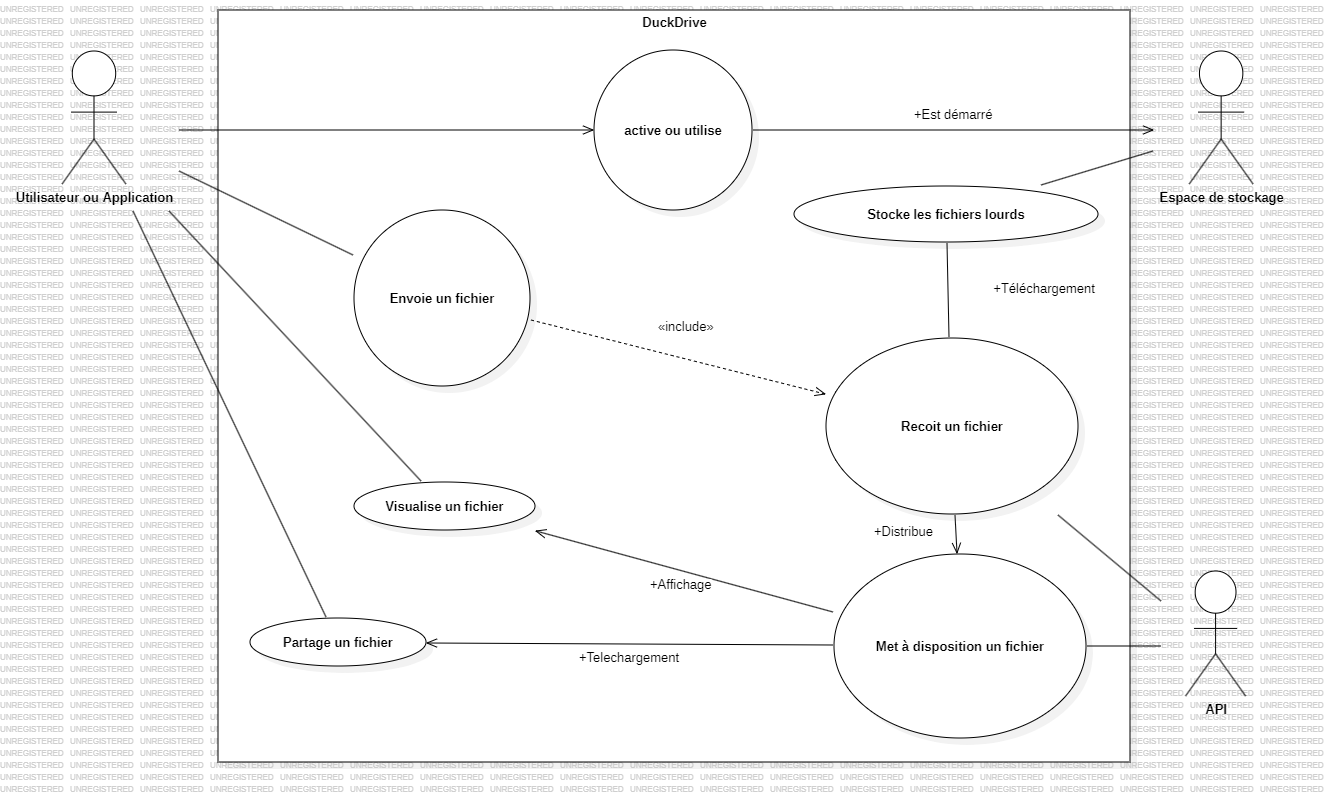 DuckDrive
active ou utilise
+Est démarré
Utilisateur ou Application
Espace de stockage
Stocke les fichiers lourds
Envoie un fichier
+Téléchargement
«include»
Recoit un fichier
Visualise un fichier
+Distribue
+Affichage
Partage un fichier
Met à disposition un fichier
+Telechargement
API
UNREGISTERED